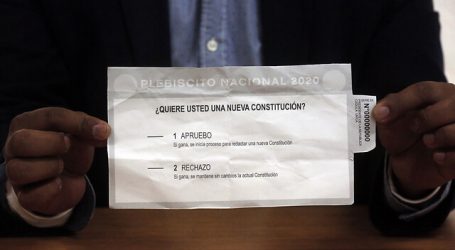 PLEBISCITO NACIONAL 2020
¿QUIERE USTED UNA NUEVA CONSTITUCIÓN?
1 APRUEBO
Si gana, se inicia proceso para redactar una nueva Constitución
2 RECHAZO
Si gana, se mantiene sin cambios la actual Constitución
Nº00000000